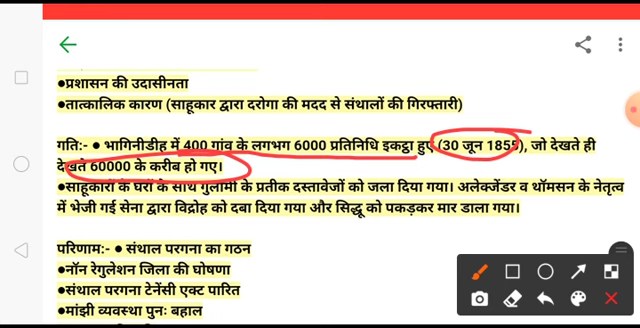 ●प्रशासन की उदासीनता
●तात्कालिक कारण (साहूकार द्वारा दरोगा की मदद से संथालों की गिरफ्तारी)
गति:- ● भागिनीडीह में 400 गांव के लगभग 6000 प्रतिनिधि इकट्ठा हुए (30 जून 1855), जो देखते ही
देखते 60000 के करीब हो गए।
●साहूकारों के घरों के साथ गुलामी के प्रतीक दस्तावेजों को जला दिया गया। अलेक्जेंडर व थॉमसन के नेतृत्व
में भेजी गई सेना द्वारा विद्रोह को दबा दिया गया और सिद्धू को पकड़कर मार डाला गया।
परिणाम:- ● संथाल परगना का गठन
●नॉन रेगुलेशन जिला की घोषणा
●संथाल परगना टेनेंसी एक्ट पारित
●मांझी व्यवस्था पुनः बहाल